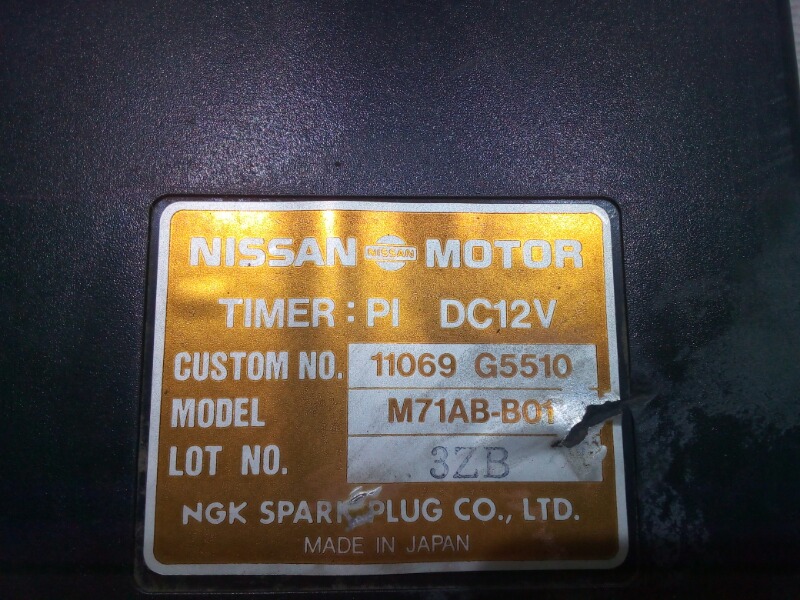 NISSAN NISSAN MOTOR
TIMER : PI DC12V
CUSTOM NO. 11069 G5510
MODEL M71AB-B01
LOT NO. 3ZB
NGK SPARK PLUG CO., LTD.
MADE IN JAPAN